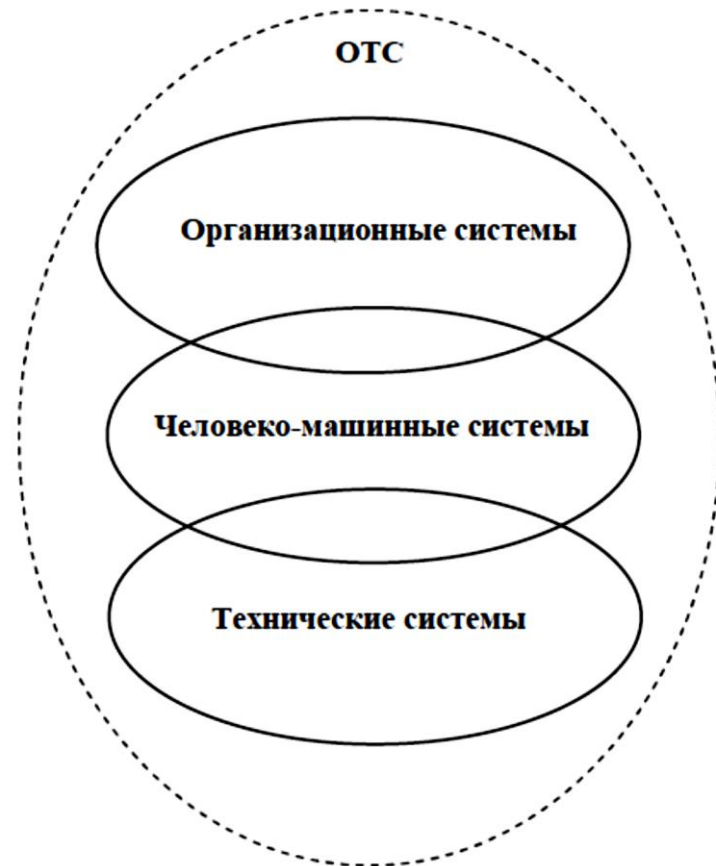 ОТС
Организационные системы
Человеко-машинные системы
Технические системы